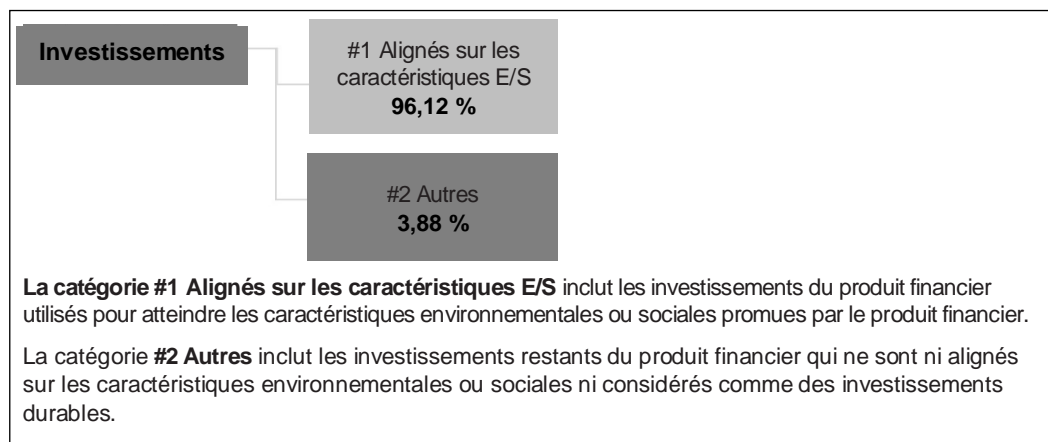 Investissements
#1 Alignés sur les
caractéristiques E/S
96,12 %
#2 Autres
3,88 %
La catégorie #1 Alignés sur les caractéristiques E/S inclut les investissements du produit financier
utilisés pour atteindre les caractéristiques environnementales ou sociales promues par le produit financier.
La catégorie #2 Autres inclut les investissements restants du produit financier qui ne sont ni alignés
sur les caractéristiques environnementales ou sociales ni considérés comme des investissements
durables.